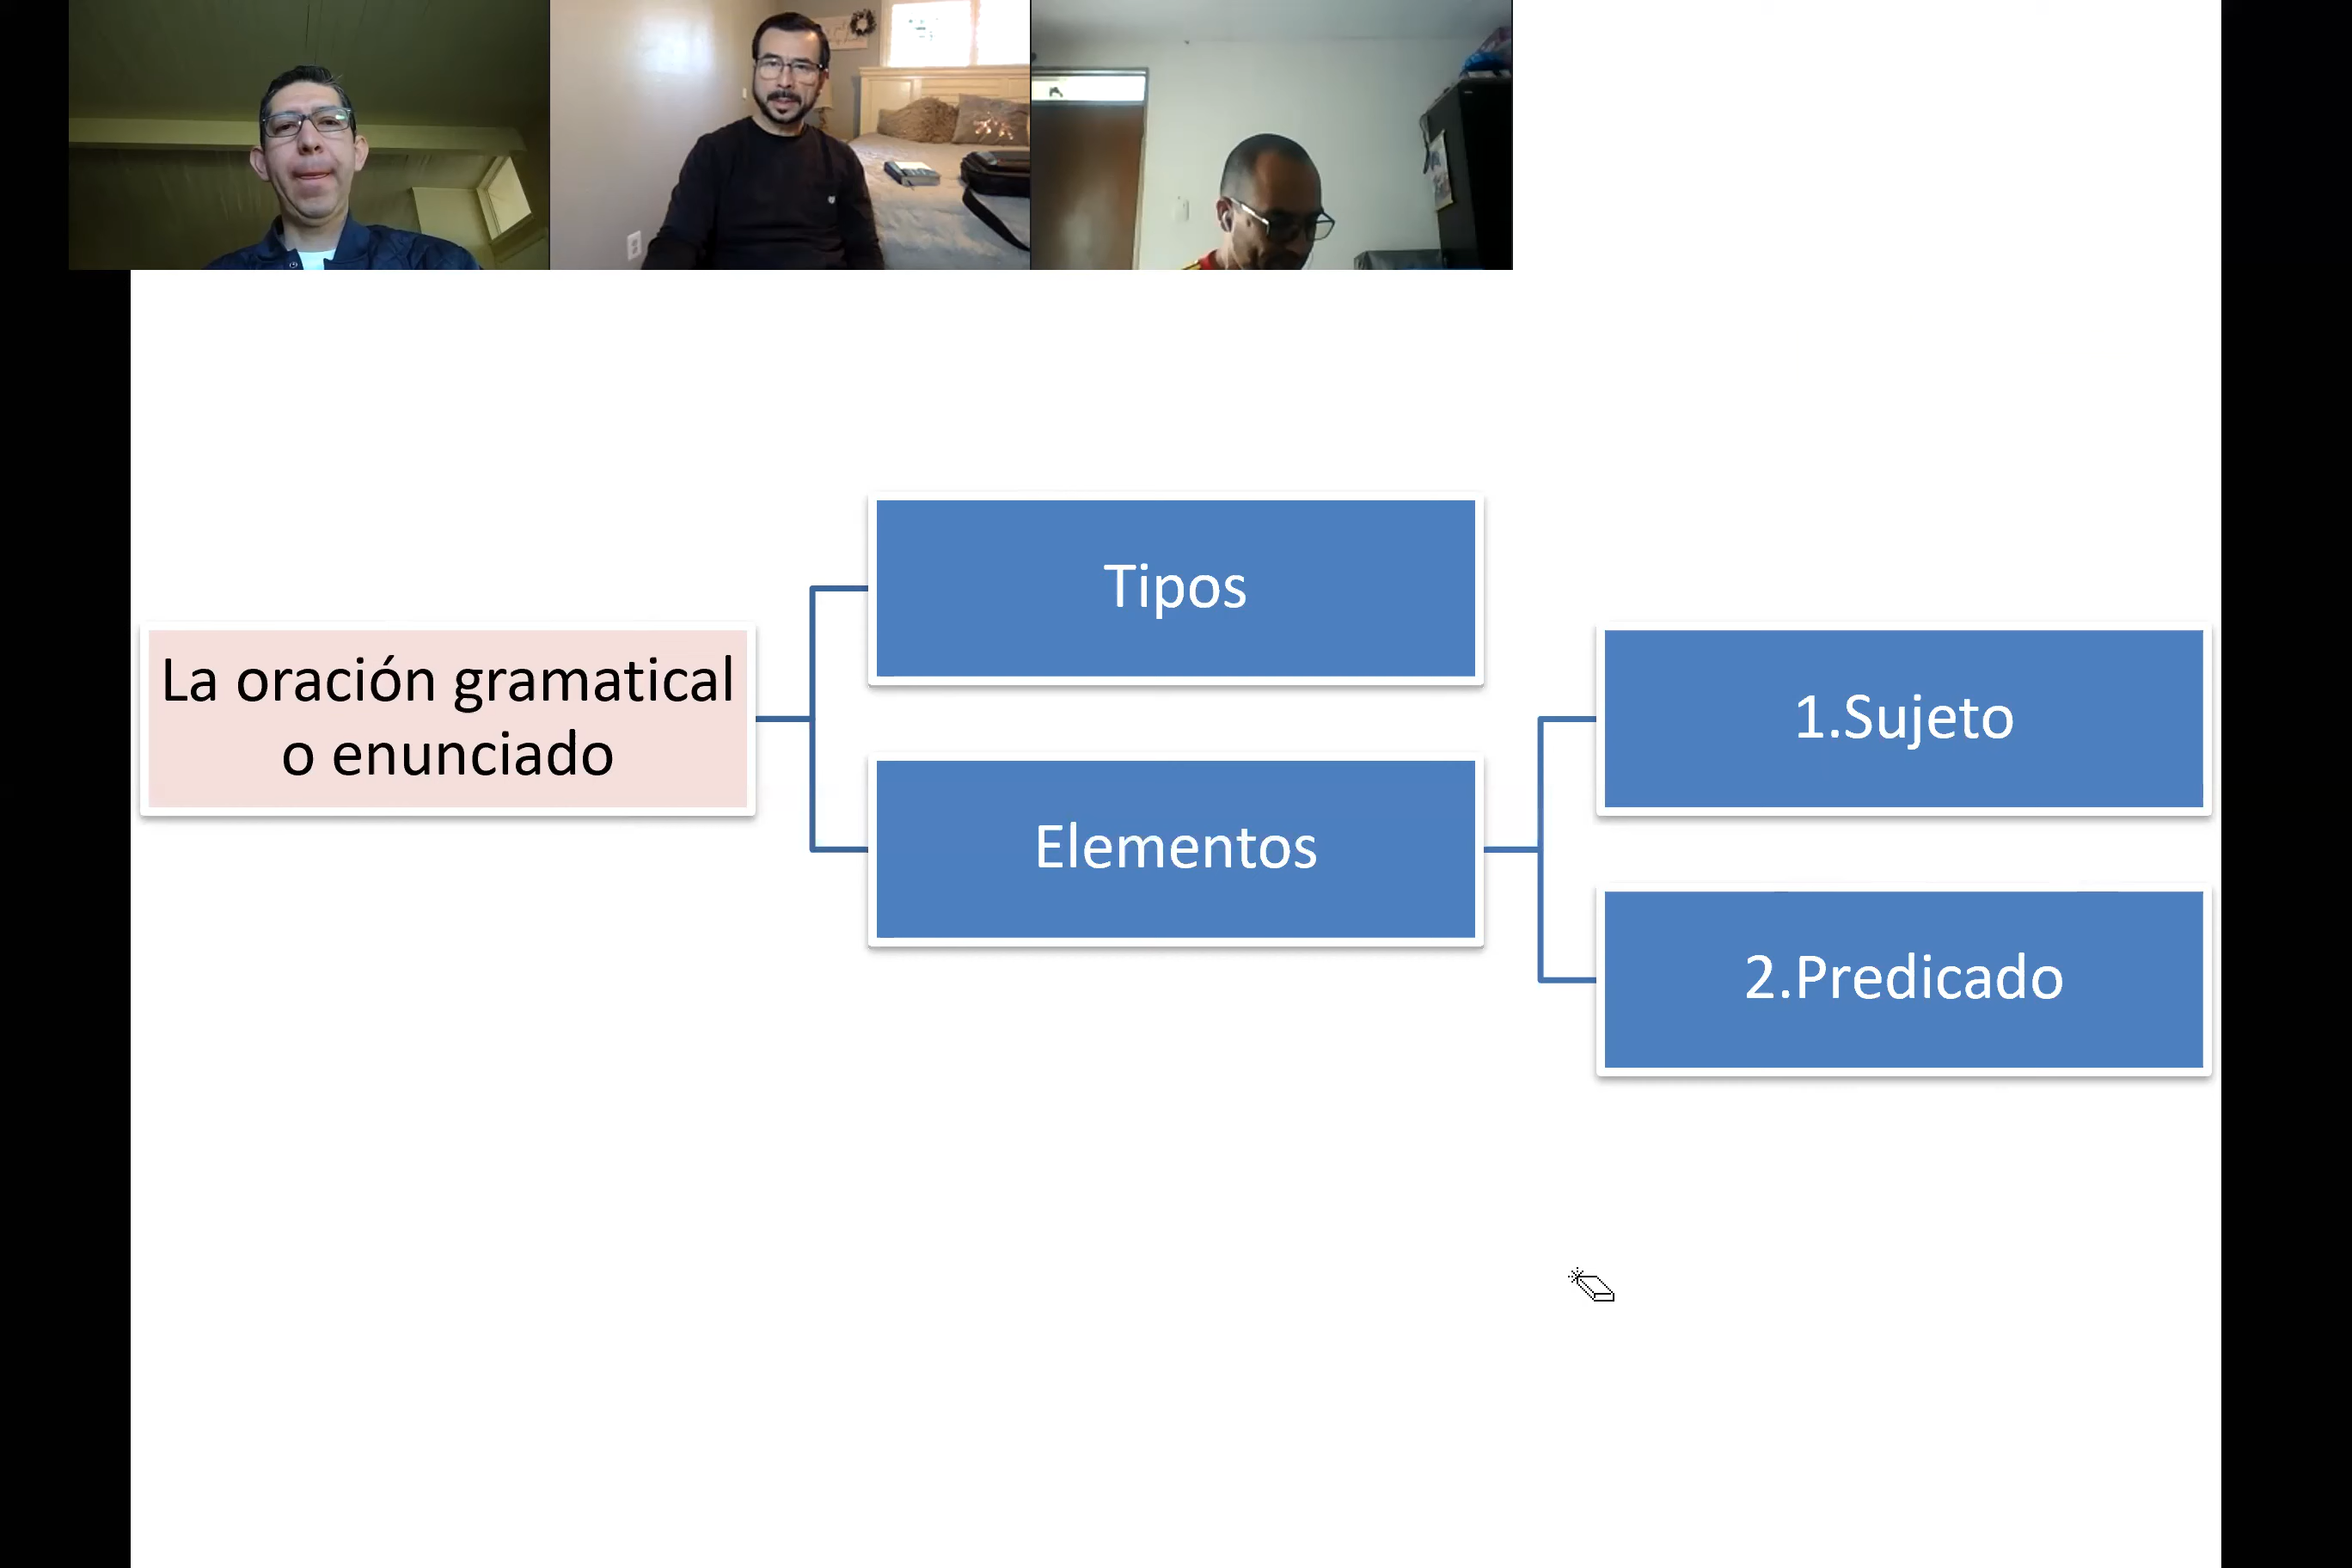 Tipos
La oración gramatical
o enunciado
1.Sujeto
Elementos
2.Predicado